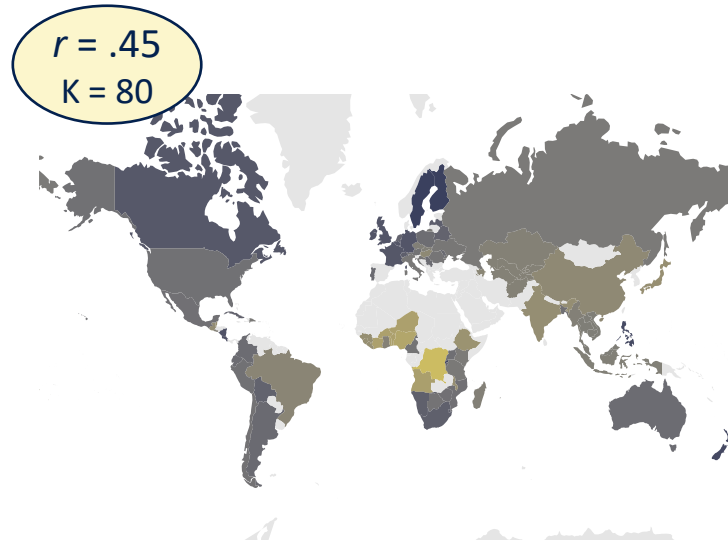 r = .45
K = 80